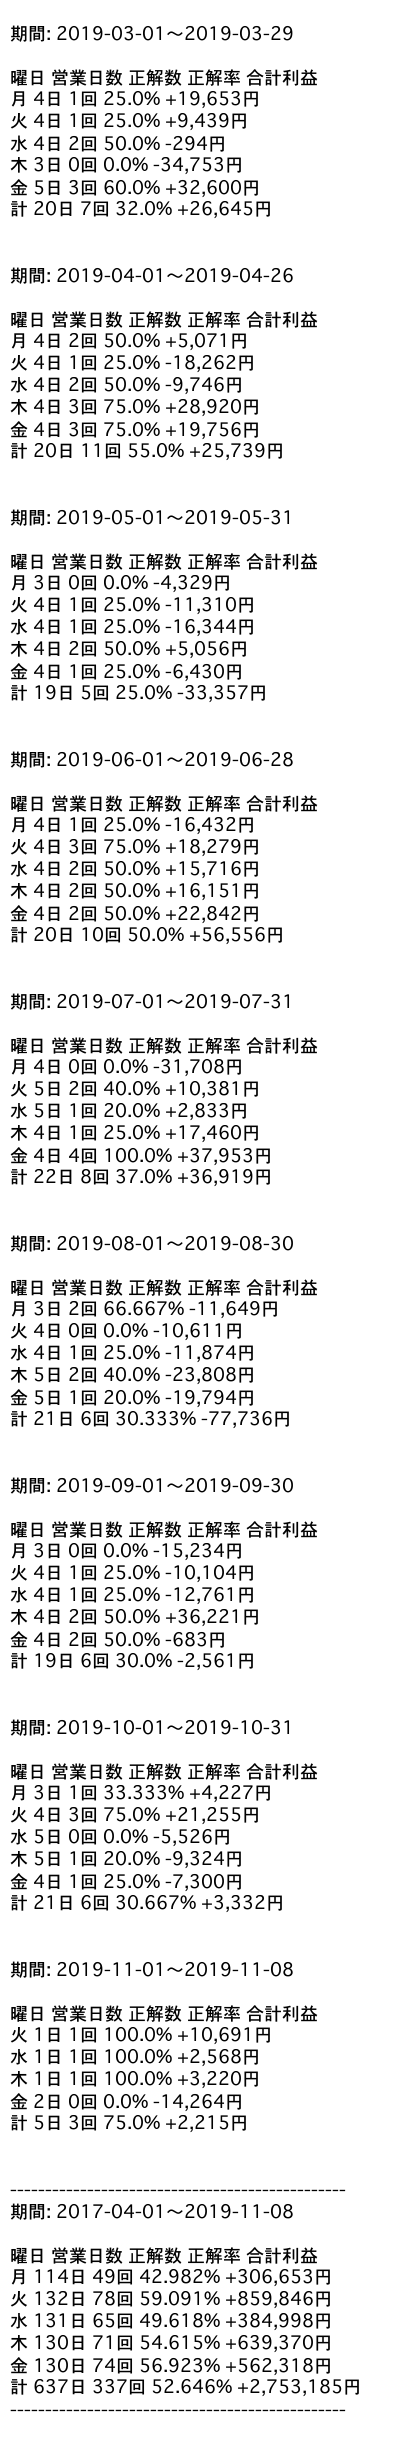 期間: 2019-03-01～2019-03-29
曜日 営業日数 正解数 正解率 合計利益
月 4日 1回 25.0% +19,653円
火 4日 1回 25.0% +9,439円
水 4日 2回 50.0% -294円
木 3日 0回 0.0% -34,753円
金 5日 3回 60.0% +32,600円
計 20日 7回 32.0% +26,645円
期間: 2019-04-01～2019-04-26
曜日 営業日数 正解数 正解率 合計利益
月 4日 2回 50.0% +5,071円
火 4日 1回 25.0% -18,262円
水 4日 2回 50.0% -9,746円
木 4日 3回 75.0% +28,920円
金 4日 3回 75.0% +19,756円
計 20日 11回 55.0% +25,739円
期間: 2019-05-01～2019-05-31
曜日 営業日数 正解数 正解率 合計利益
月 3日 0回 0.0% -4,329円
火 4日 1回 25.0% -11,310円
水 4日 1回 25.0% -16,344円
木 4日 2回 50.0% +5,056円
金 4日 1回 25.0% -6,430円
計 19日 5回 25.0% -33,357円
期間: 2019-06-01～2019-06-28
曜日 営業日数 正解数 正解率 合計利益
月 4日 1回 25.0% -16,432円
火 4日 3回 75.0% +18,279円
水 4日 2回 50.0% +15,716円
木 4日 2回 50.0% +16,151円
金 4日 2回 50.0% +22,842円
計 20日 10回 50.0% +56,556円
期間: 2019-07-01～2019-07-31
曜日 営業日数 正解数 正解率 合計利益
月 4日 0回 0.0% -31,708円
火 5日 2回 40.0% +10,381円
水 5日 1回 20.0% +2,833円
木 4日 1回 25.0% +17,460円
金 4日 4回 100.0% +37,953円
計 22日 8回 37.0% +36,919円
期間: 2019-08-01～2019-08-30
曜日 営業日数 正解数 正解率 合計利益
月 3日 2回 66.667% -11,649円
火 4日 0回 0.0% -10,611円
水 4日 1回 25.0% -11,874円
木 5日 2回 40.0% -23,808円
金 5日 1回 20.0% -19,794円
計 21日 6回 30.333% -77,736円
期間: 2019-09-01～2019-09-30
曜日 営業日数 正解数 正解率 合計利益
月 3日 0回 0.0% -15,234円
火 4日 1回 25.0% -10,104円
水 4日 1回 25.0% -12,761円
木 4日 2回 50.0% +36,221円
金 4日 2回 50.0% -683円
計 19日 6回 30.0% -2,561円
期間: 2019-10-01～2019-10-31
曜日 営業日数 正解数 正解率 合計利益
月 3日 1回 33.333% +4,227円
火 4日 3回 75.0% +21,255円
水 5日 0回 0.0% -5,526円
木 5日 1回 20.0% -9,324円
金 4日 1回 25.0% -7,300円
計 21日 6回 30.667% +3,332円
期間: 2019-11-01～2019-11-08
曜日 営業日数 正解数 正解率 合計利益
火 1日 1回 100.0% +10,691円
水 1日 1回 100.0% +2,568円
木 1日 1回 100.0% +3,220円
金 2日 0回 0.0% -14,264円
計 5日 3回 75.0% +2,215円
------------------------------------------------
期間: 2017-04-01～2019-11-08
曜日 営業日数 正解数 正解率 合計利益
月 114日 49回 42.982% +306,653円
火 132日 78回 59.091% +859,846円
水 131日 65回 49.618% +384,998円
木 130日 71回 54.615% +639,370円
金 130日 74回 56.923% +562,318円
計 637日 337回 52.646% +2,753,185円
------------------------------------------------